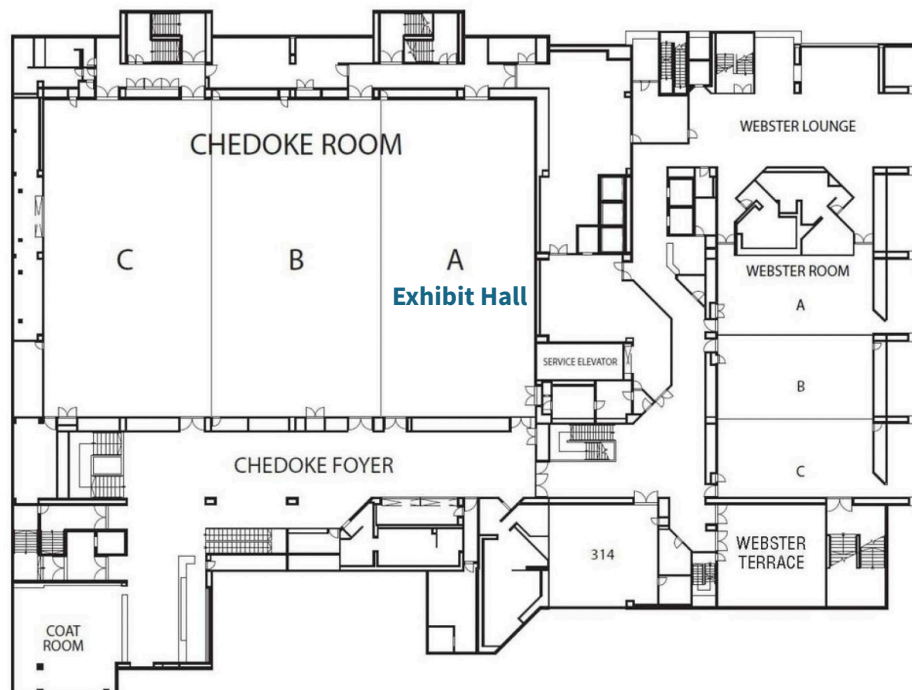 WEBSTER LOUNGE
CHEDOKE ROOM
C
B
A
Exhibit Hall
WEBSTER ROOM
A
SERVICE ELEVATOR
B
CHEDOKE FOYER
C
314
WEBSTER
TERRACE
COAT
ROOM